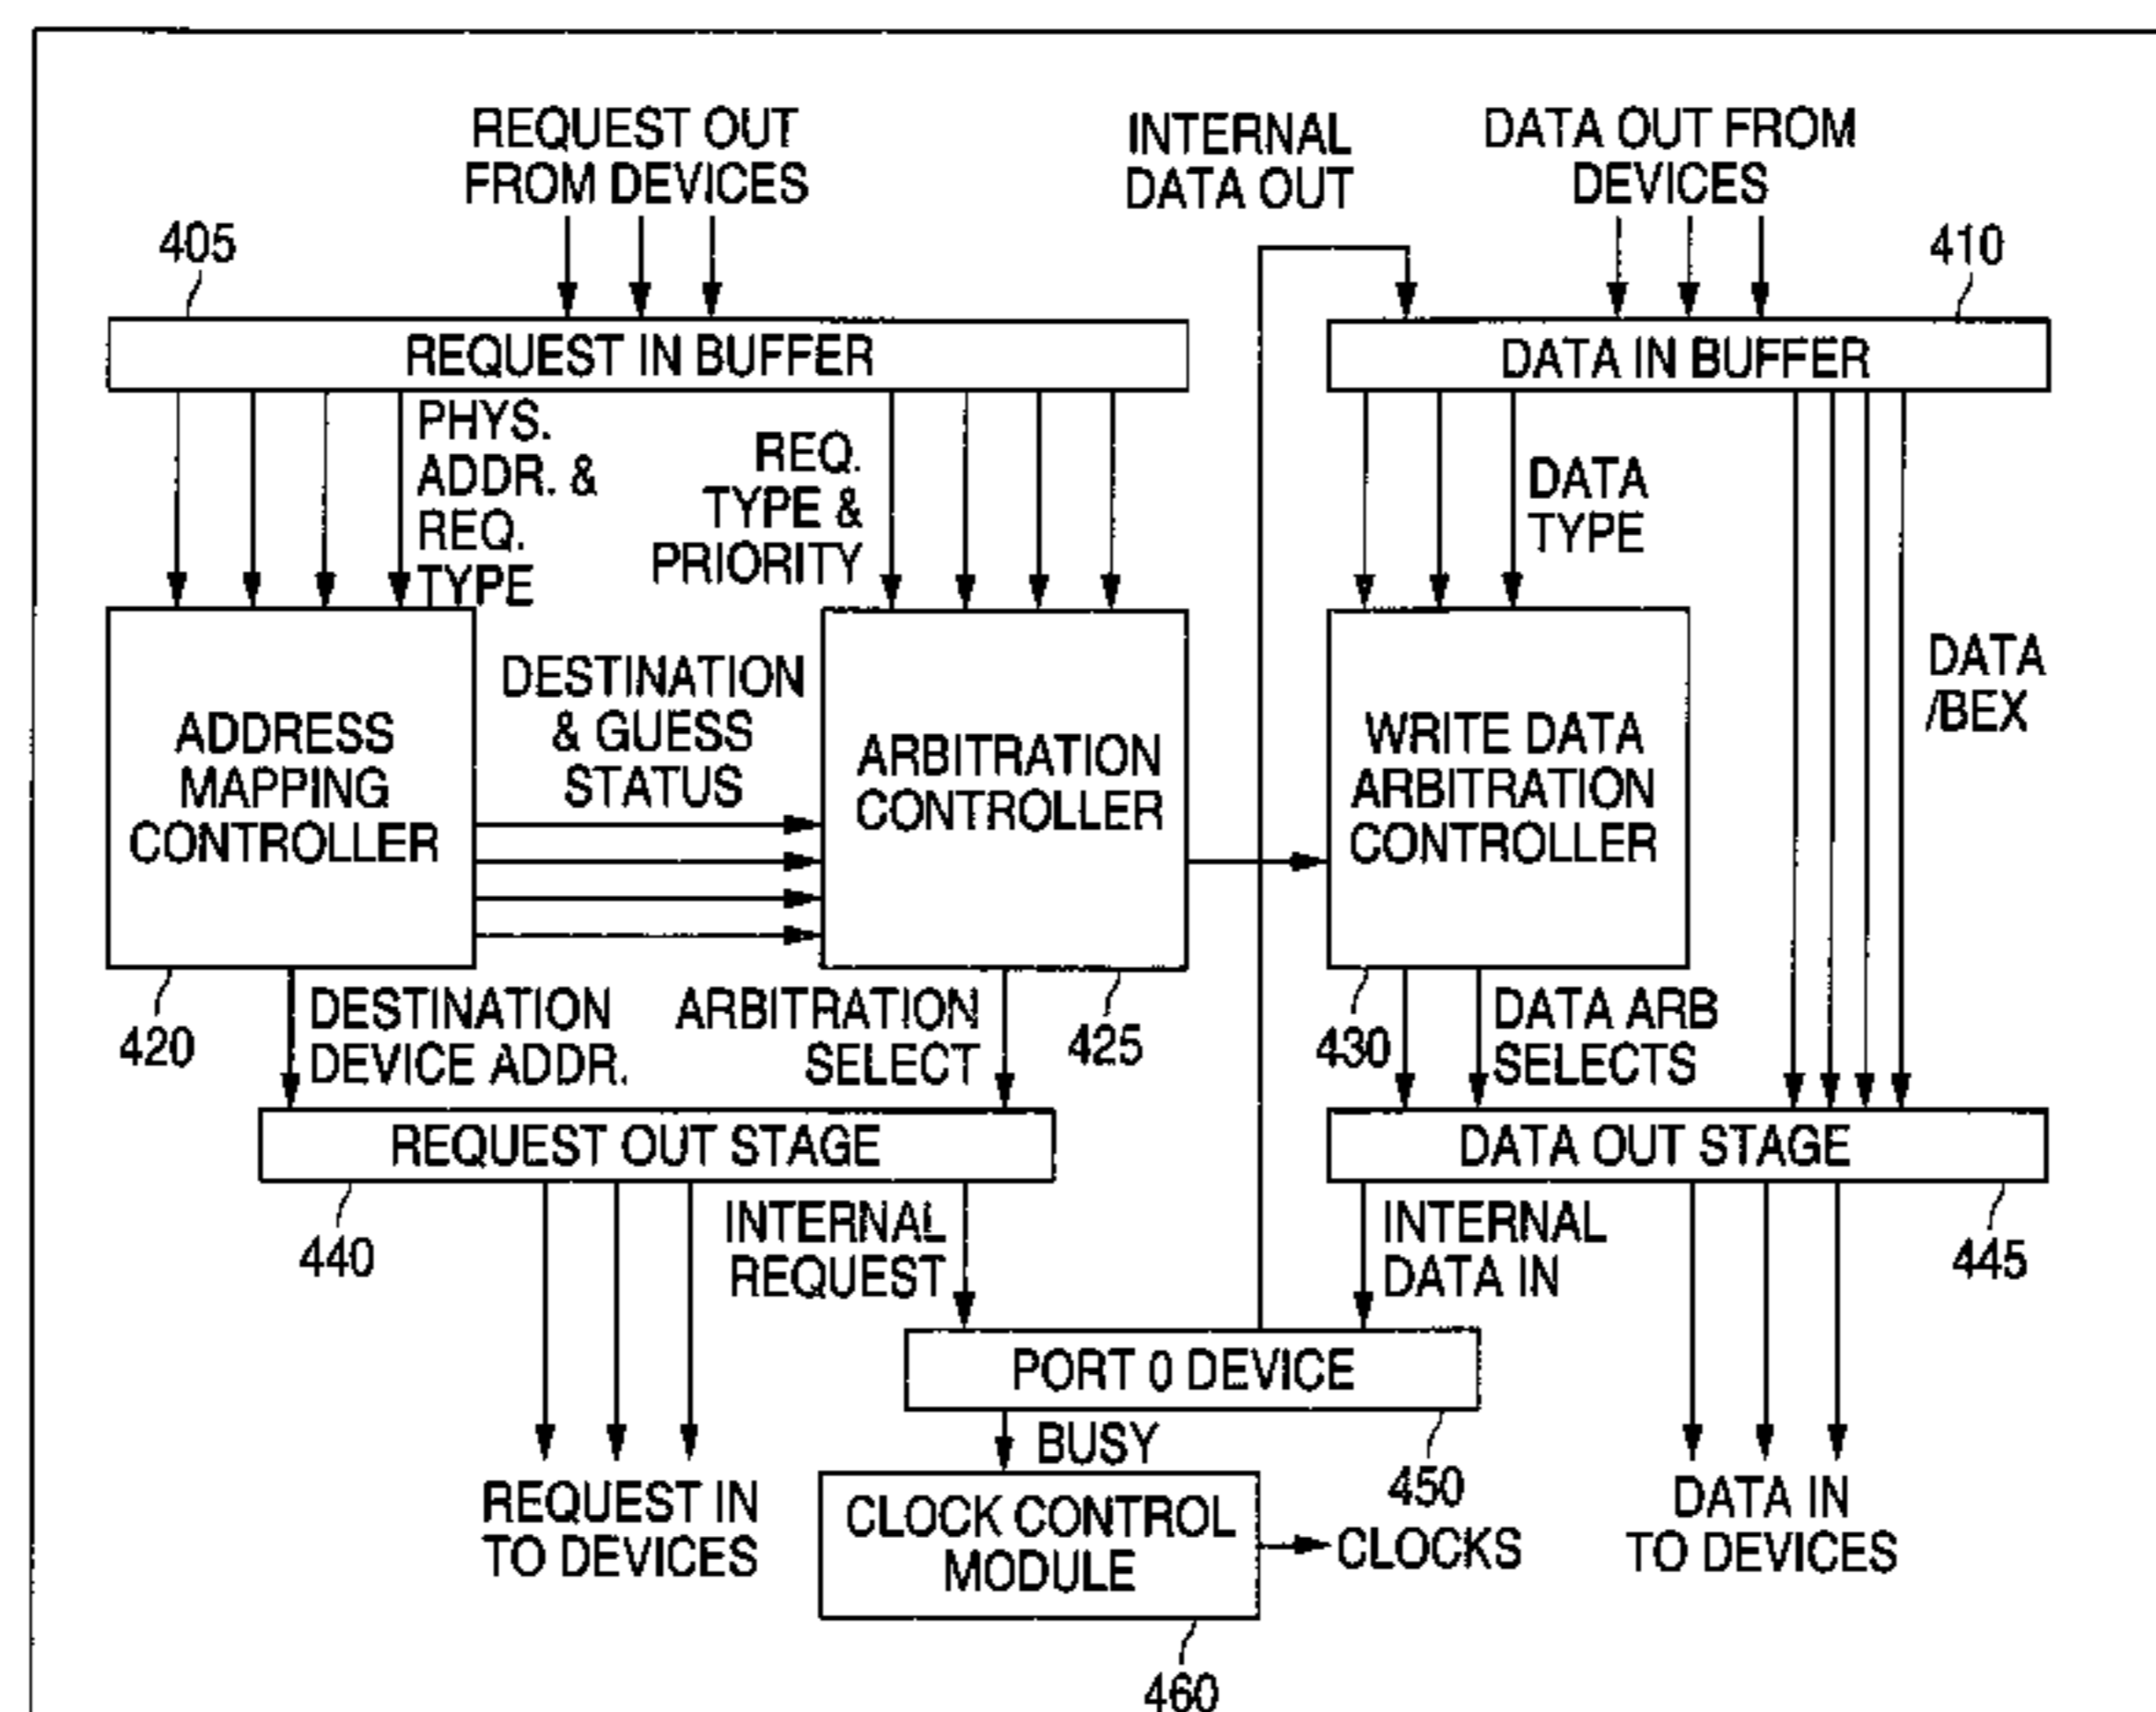 REQUEST OUT
FROM DEVICES
INTERNAL
DATA OUT
DATA OUT FROM
DEVICES
405
410
REQUEST IN BUFFER
DATA IN BUFFER
PHYS.
ADDR. &
REQ.
TYPE
REQ.
TYPE &
PRIORITY
DATA
TYPE
DATA
/BEX
DESTINATION
& GUESS
STATUS
ADDRESS
MAPPING
CONTROLLER
ARBITRATION
CONTROLLER
WRITE DATA
ARBITRATION
CONTROLLER
420
DESTINATION
DEVICE ADDR.
ARBITRATION
SELECT
425
430
DATA ARB
SELECTS
REQUEST OUT STAGE
DATA OUT STAGE
440
INTERNAL
REQUEST
INTERNAL
DATA IN
445
PORT 0 DEVICE
BUSY
450
REQUEST IN
TO DEVICES
CLOCK CONTROL
MODULE
CLOCKS
DATA IN
TO DEVICES
460